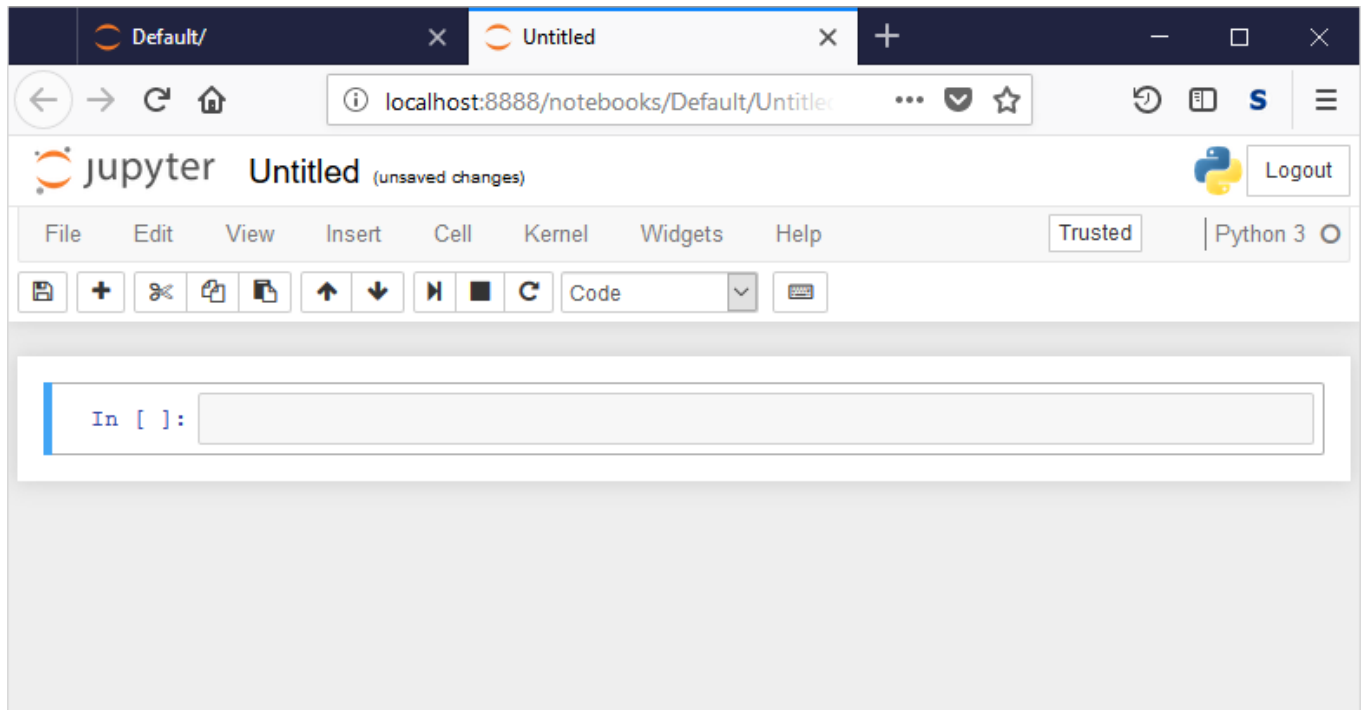 Default/ Untitled
localhost:8888/notebooks/Default/Untitled
jupyter Untitled (unsaved changes) Logout
File Edit View Insert Cell Kernel Widgets Help Trusted Python 3
Code
In [ ]: